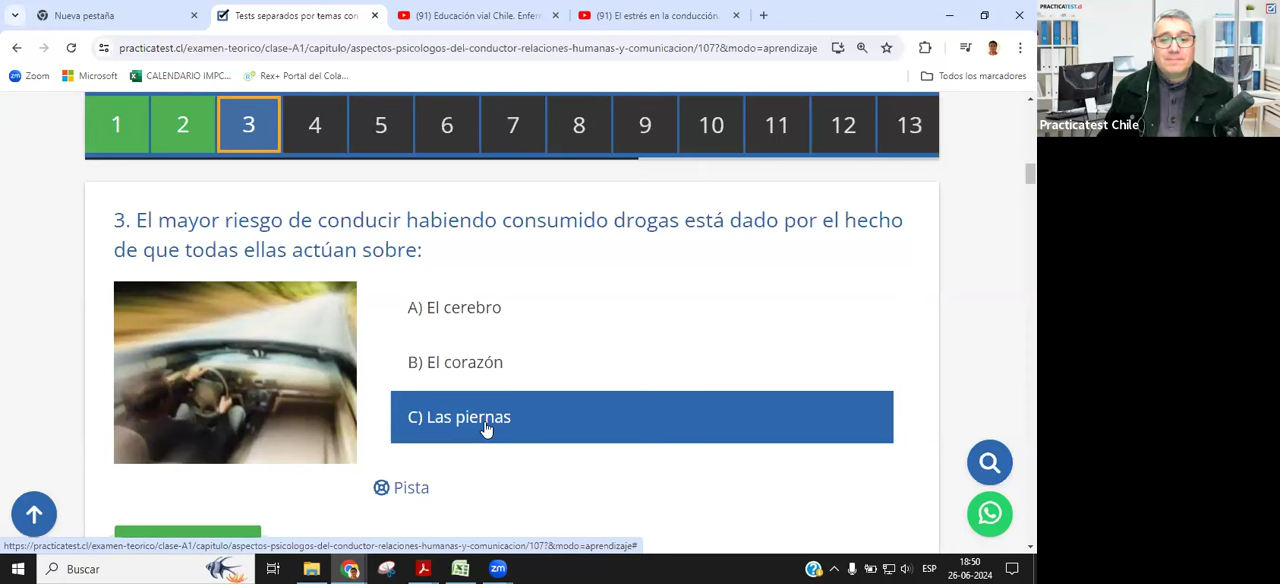 Nueva pestaña
Tests separados por temario con
(91) Educación vial Chile. Enferm
(91) El estrés en la conducción.
practicatest.cl/examen-teorico/clase-A1/capitulo/aspectos-psicologos-del-conductor-relaciones-humanas-y-comunicacion/107?&modo=aprendizaje
Zoom
Microsoft
CALENDARIO IMPC...
Rex+ Portal del Cola...
Todos los marcadores
PRACTICATEST.cl
Practicatest Chile
1 2 3 4 5 6 7 8 9 10 11 12 13
3. El mayor riesgo de conducir habiendo consumido drogas está dado por el hecho
de que todas ellas actúan sobre:
A) El cerebro
B) El corazón
C) Las piernas
Pista
https://practicatest.cl/examen-teorico/clase-A1/capitulo/aspectos-psicologos-del-conductor-relaciones-humanas-y-comunicacion/107?&modo=aprendizaje#
Buscar
zm
ESP
18:50
26-06-2024